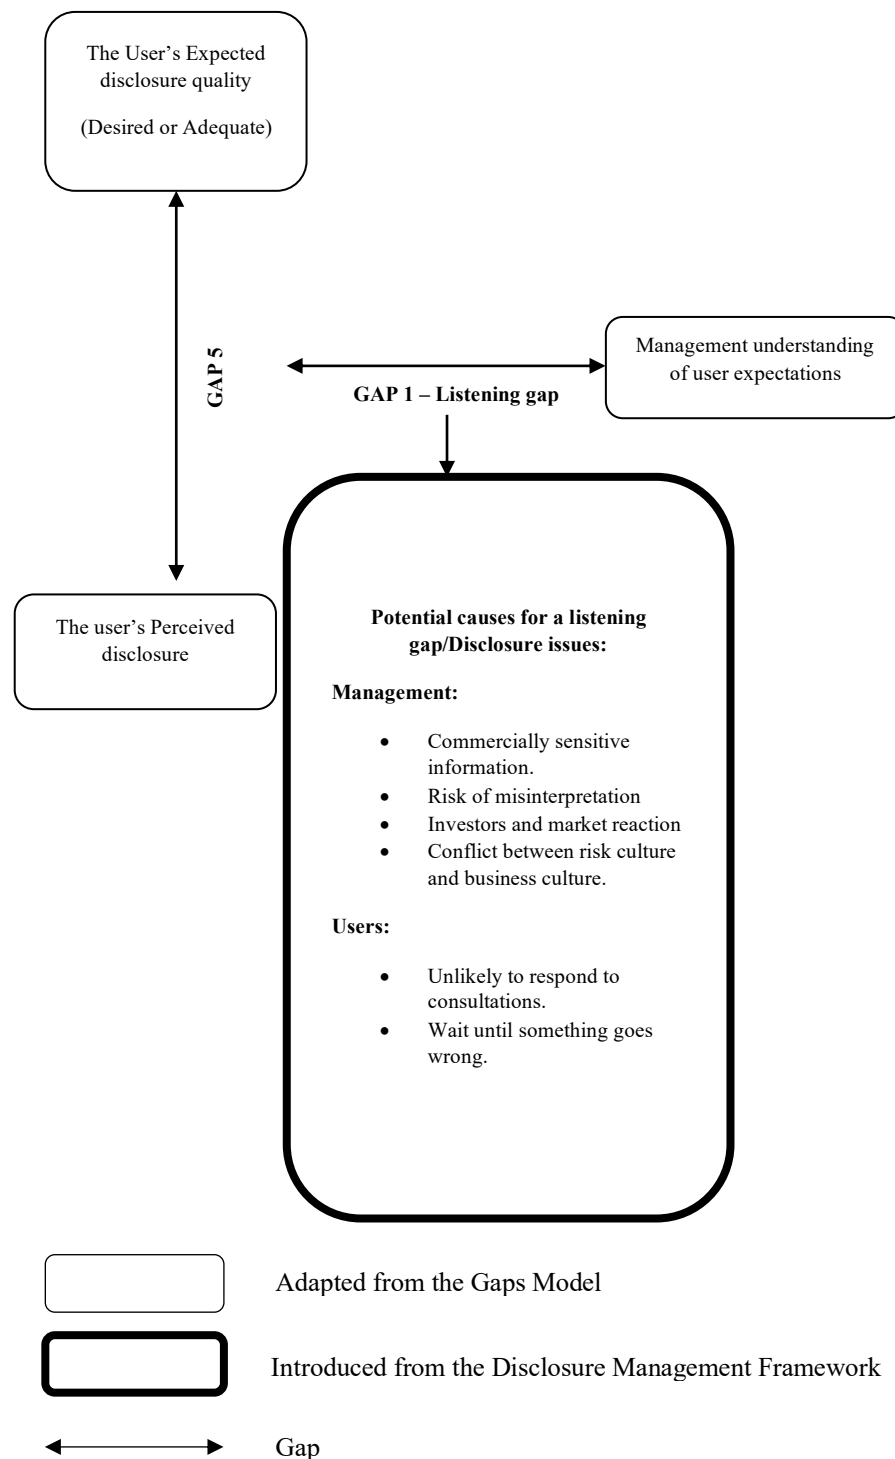 The User’s Expected
disclosure quality
(Desired or Adequate)
GAP 5
Management understanding
of user expectations
GAP 1 – Listening gap
The user’s Perceived
disclosure
Potential causes for a listening
gap/Disclosure issues:
Management:
• Commercially sensitive
information.
• Risk of misinterpretation
• Investors and market reaction
• Conflict between risk culture
and business culture.
Users:
• Unlikely to respond to
consultations.
• Wait until something goes
wrong.
Adapted from the Gaps Model
Introduced from the Disclosure Management Framework
Gap